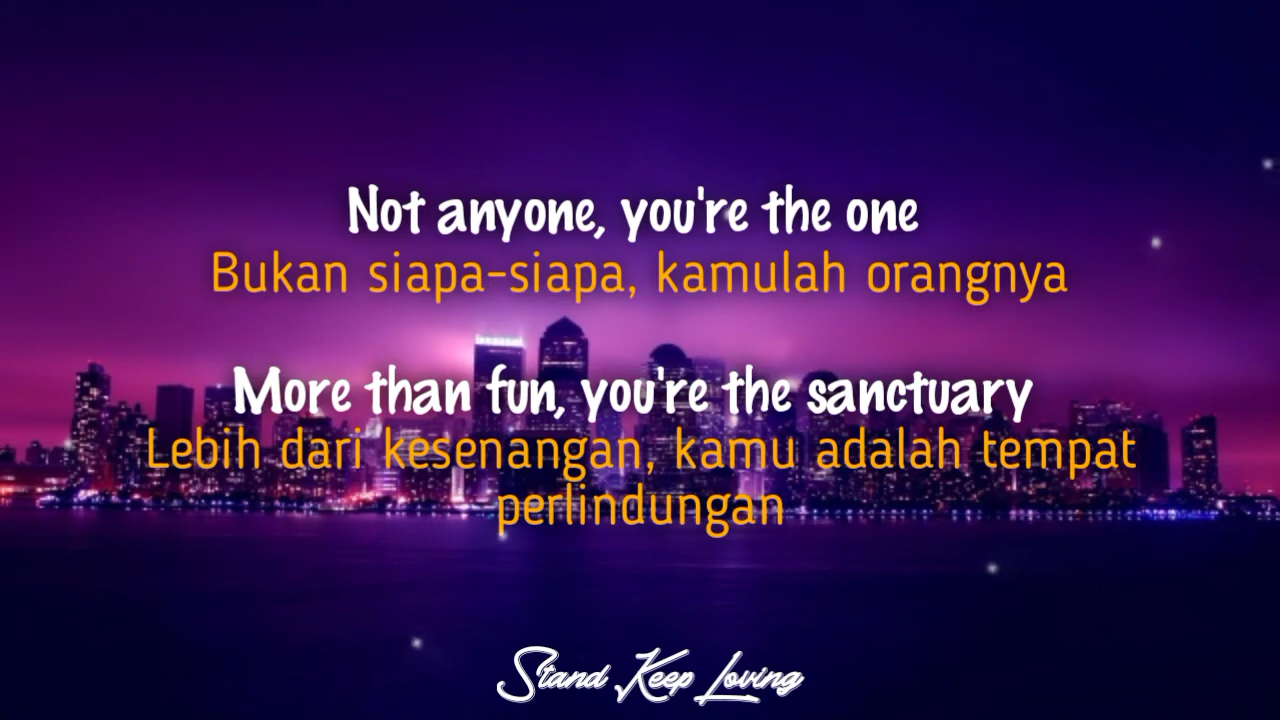 Not anyone, you're the one
Bukan siapa-siapa, kamulah orangnya
More than fun, you're the sanctuary
Lebih dari kesenangan, kamu adalah tempat
perlindungan
Stand Keep Loving